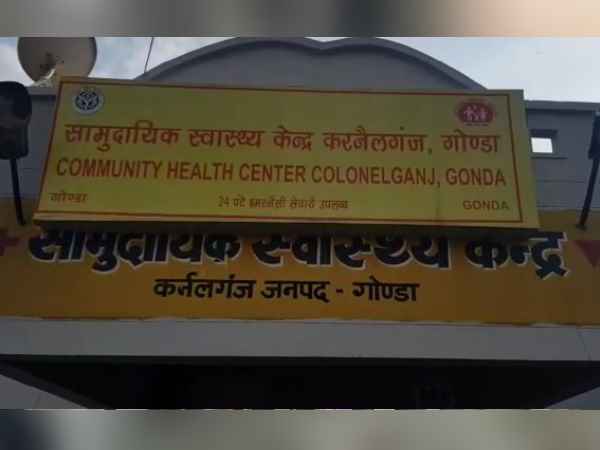 सामुदायिक स्वास्थ्य केन्द्र करनैलगंज, गोण्डा
COMMUNITY HEALTH CENTER COLONELGANJ, GONDA
गोण्डा 24 घंटे इमरजेंसी सेवायें उपलब्ध GONDA
सामुदायिक स्वास्थ्य केन्द्र
कर्नलगंज जनपद - गोण्डा